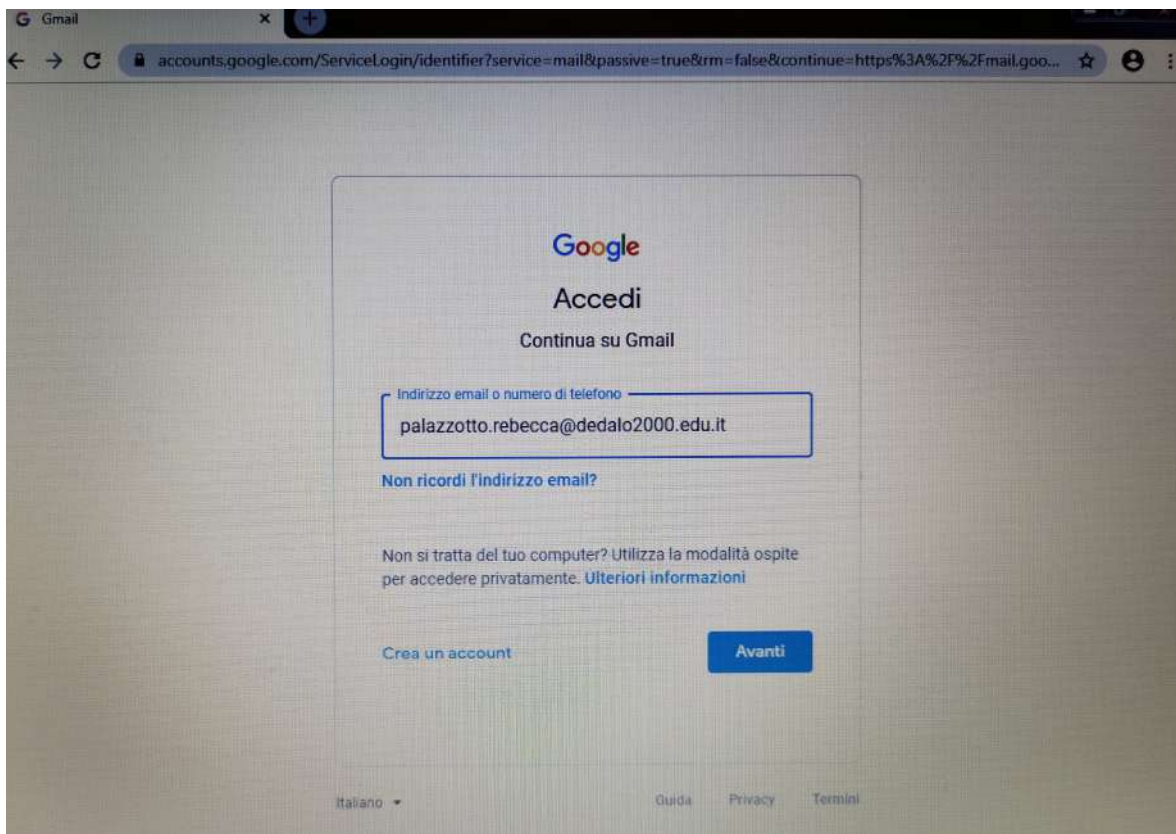 Gmail
accounts.google.com/ServiceLogin/identifier?service=mail&passive=true&rm=false&continue=https%3A%2F%2Fmail.goo...
Google
Accedi
Continua su Gmail
Indirizzo email o numero di telefono
palazzotto.rebecca@dedalo2000.edu.it
Non ricordi l'indirizzo email?
Non si tratta del tuo computer? Utilizza la modalità ospite
per accedere privatamente. Ulteriori informazioni
Crea un account
Avanti
Italiano
Guida Privacy Termini